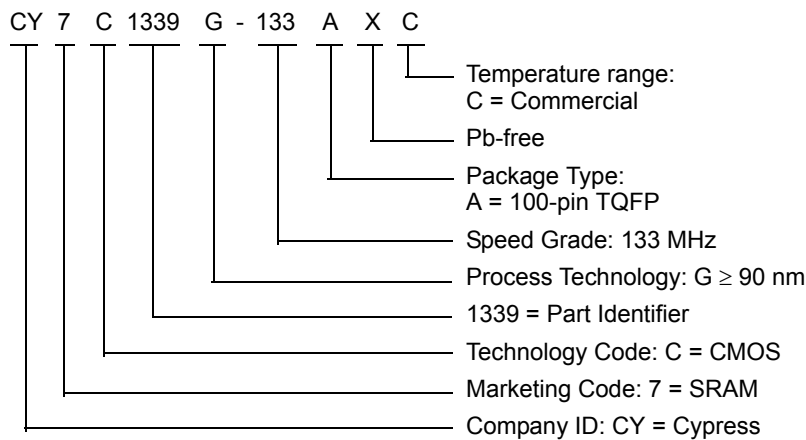 CY 7 C 1339 G - 133 A X C
Temperature range:
C = Commercial
Pb-free
Package Type:
A = 100-pin TQFP
Speed Grade: 133 MHz
Process Technology: G ≥ 90 nm
1339 = Part Identifier
Technology Code: C = CMOS
Marketing Code: 7 = SRAM
Company ID: CY = Cypress